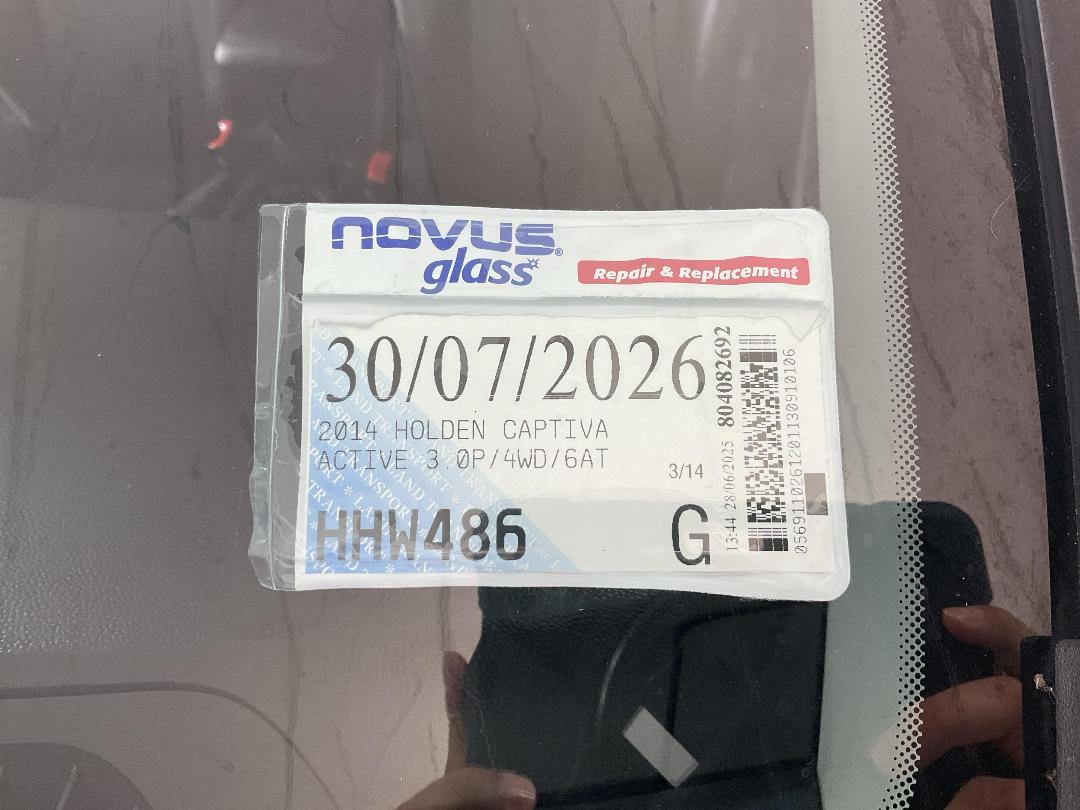 novus®
glass
Repair & Replacement
30/07/2026
2014 HOLDEN CAPTIVA
ACTIVE 3.0P/4WD/6AT
3/14
HHW486
G
13:44 28/06/2025 804082692
0569110261201130910106